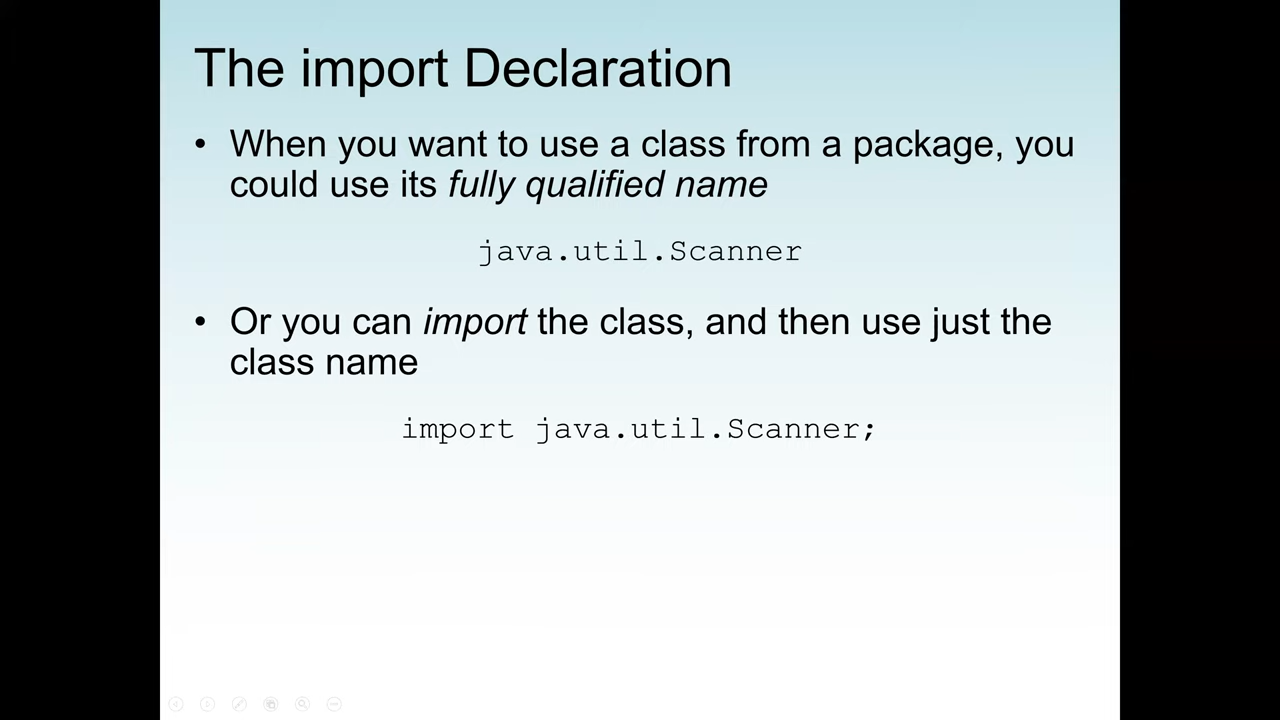 The import Declaration
• When you want to use a class from a package, you
could use its fully qualified name
java.util.Scanner
• Or you can import the class, and then use just the
class name
import java.util.Scanner;